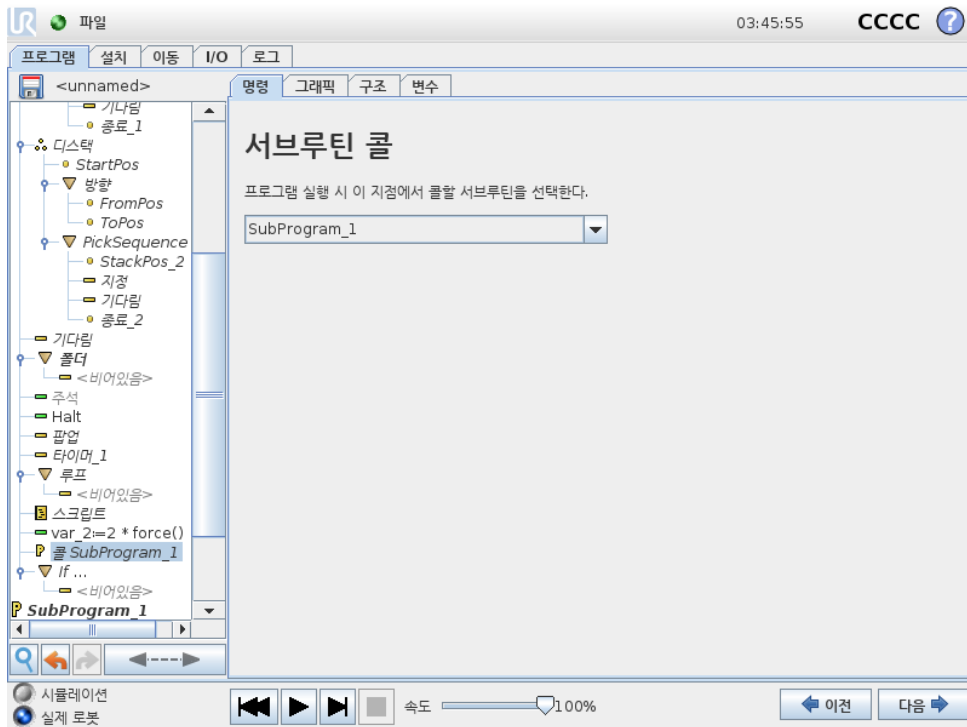 UR 파일 03:45:55 CCCC ?
프로그램 설치 이동 I/O 로그
<unnamed>
명령 그래픽 구조 변수
기다림
종료_1
디스택
StartPos
방향
FromPos
ToPos
PickSequence
StackPos_2
지정
기다림
종료_2
기다림
폴더
<비어있음>
주석
Halt
팝업
타이머_1
루프
<비어있음>
스크립트
var_2:=2 * force()
P 콜 SubProgram_1
If ...
<비어있음>
P SubProgram_1
서브루틴 콜
프로그램 실행 시 이 지점에서 콜할 서브루틴을 선택한다.
SubProgram_1
시뮬레이션
실제 로봇
속도 100%
이전 다음